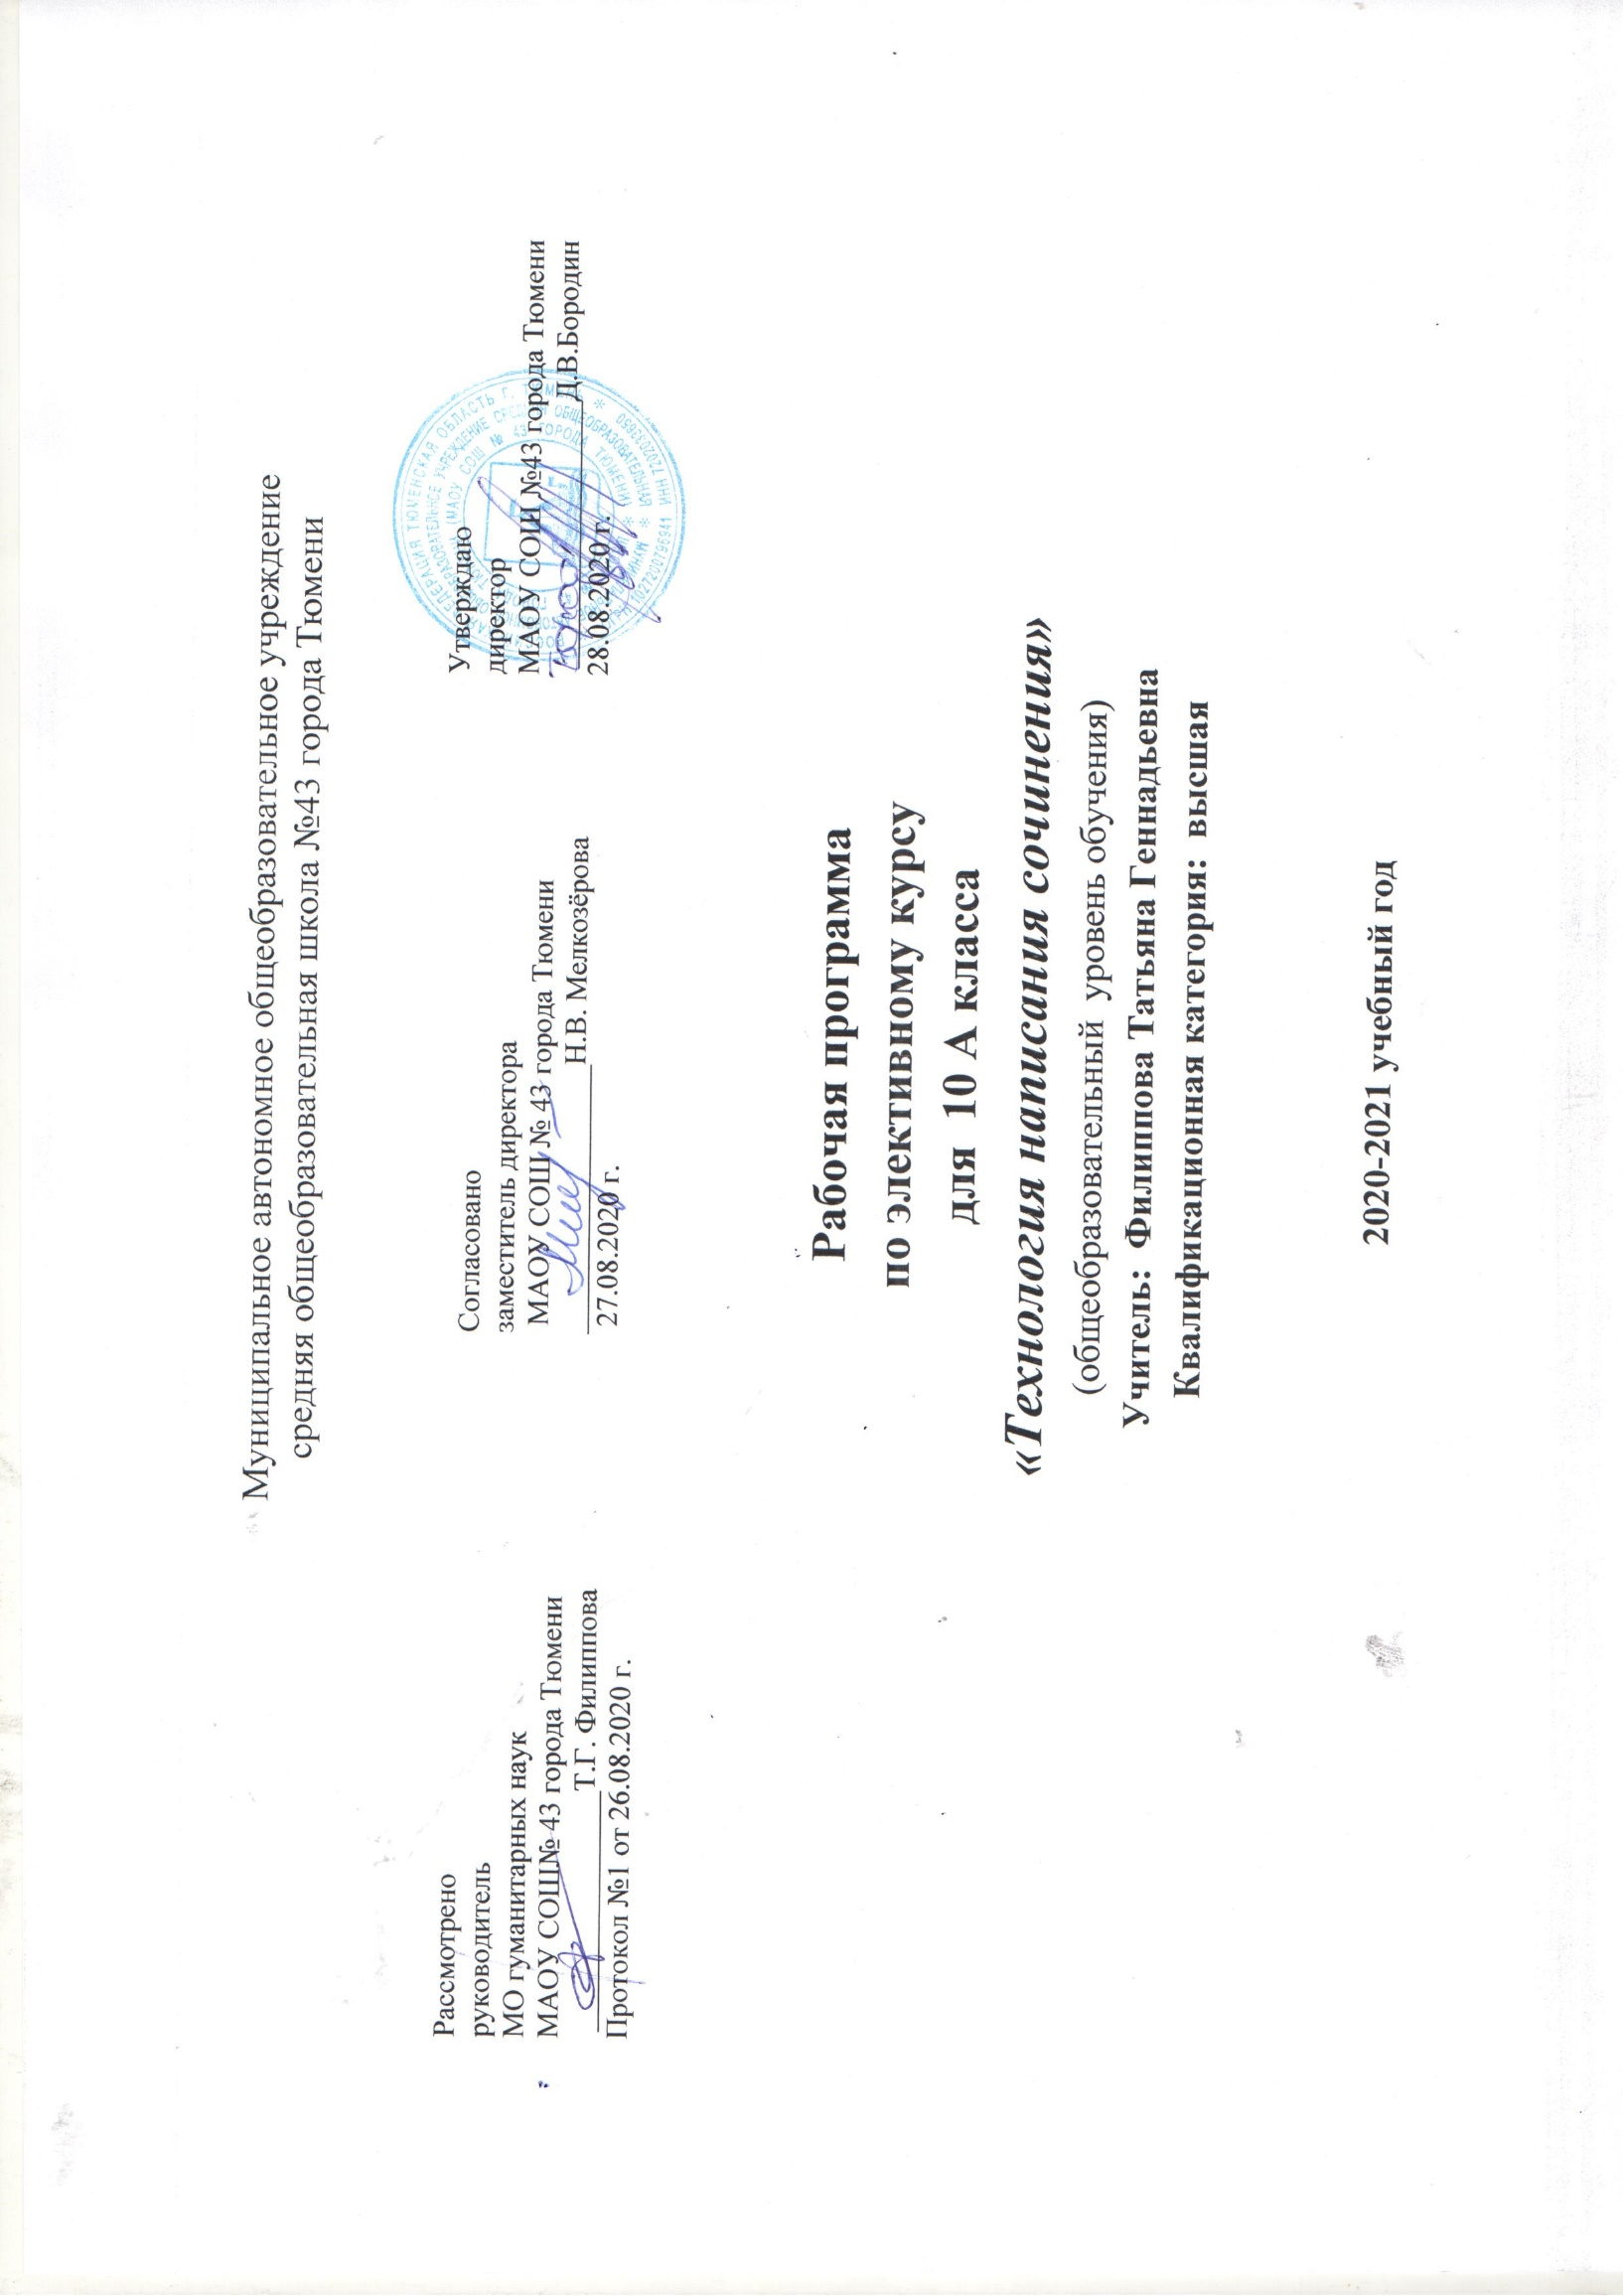 Муниципальное автономное общеобразовательное учреждение
средняя общеобразовательная школа №43 города Тюмени
Рассмотрено
руководитель
МО гуманитарных наук
МАОУ СОШ№ 43 города Тюмени
Т.Г. Филиппова
Протокол №1 от 26.08.2020 г.
Согласовано
заместитель директора
МАОУ СОШ № 43 города Тюмени
Н.В. Мелкозёрова
27.08.2020 г.
Утверждаю
директор
МАОУ СОШ №43 города Тюмени
Д.В.Бородин
28.08.2020 г.
Рабочая программа
по элективному курсу
для 10 А класса
«Технология написания сочинения»
(общеобразовательный уровень обучения)
Учитель: Филиппова Татьяна Геннадьевна
Квалификационная категория: высшая
2020-2021 учебный год